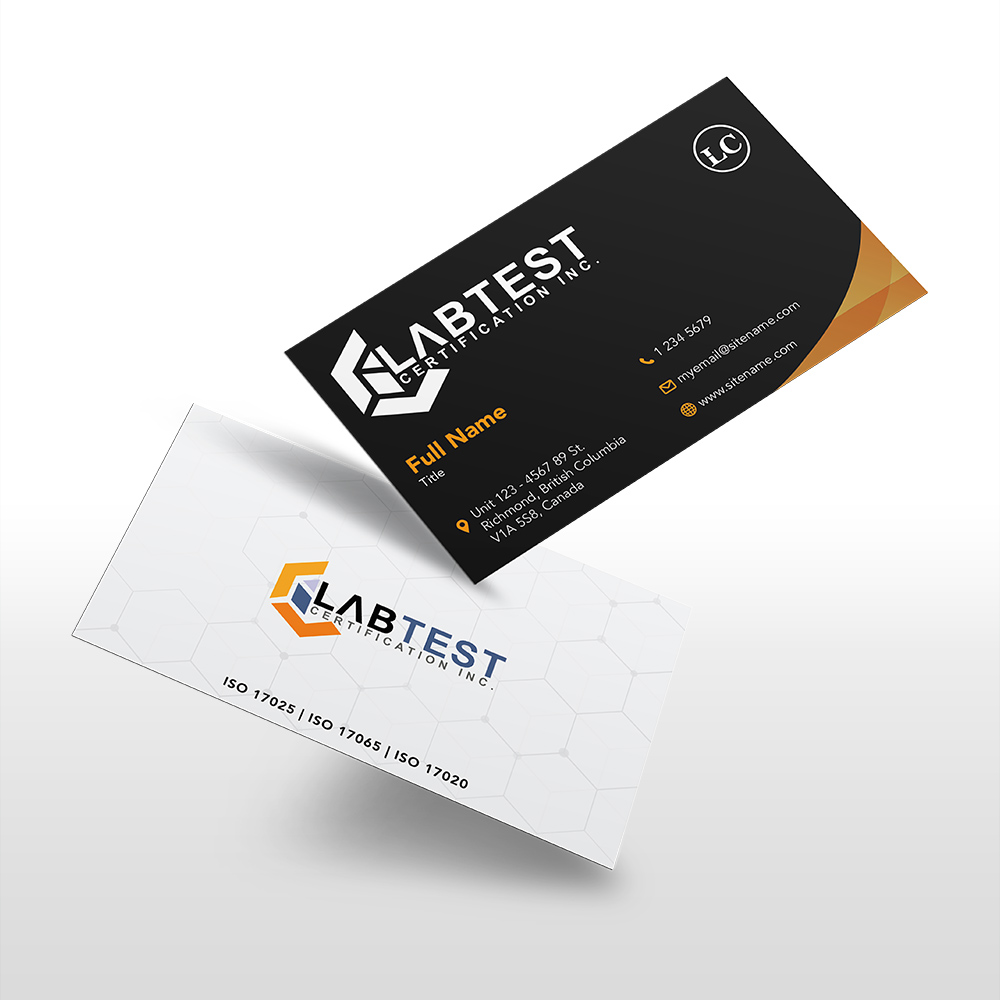 LC
LABTEST
CERTIFICATION INC.
1 234 5679
myemail@sitename.com
www.sitename.com
Full Name
Title
Unit 123 - 4567 89 St.
Richmond, British Columbia
V1A 5S8, Canada
LABTEST
CERTIFICATION INC.
ISO 17025 | ISO 17065 | ISO 17020